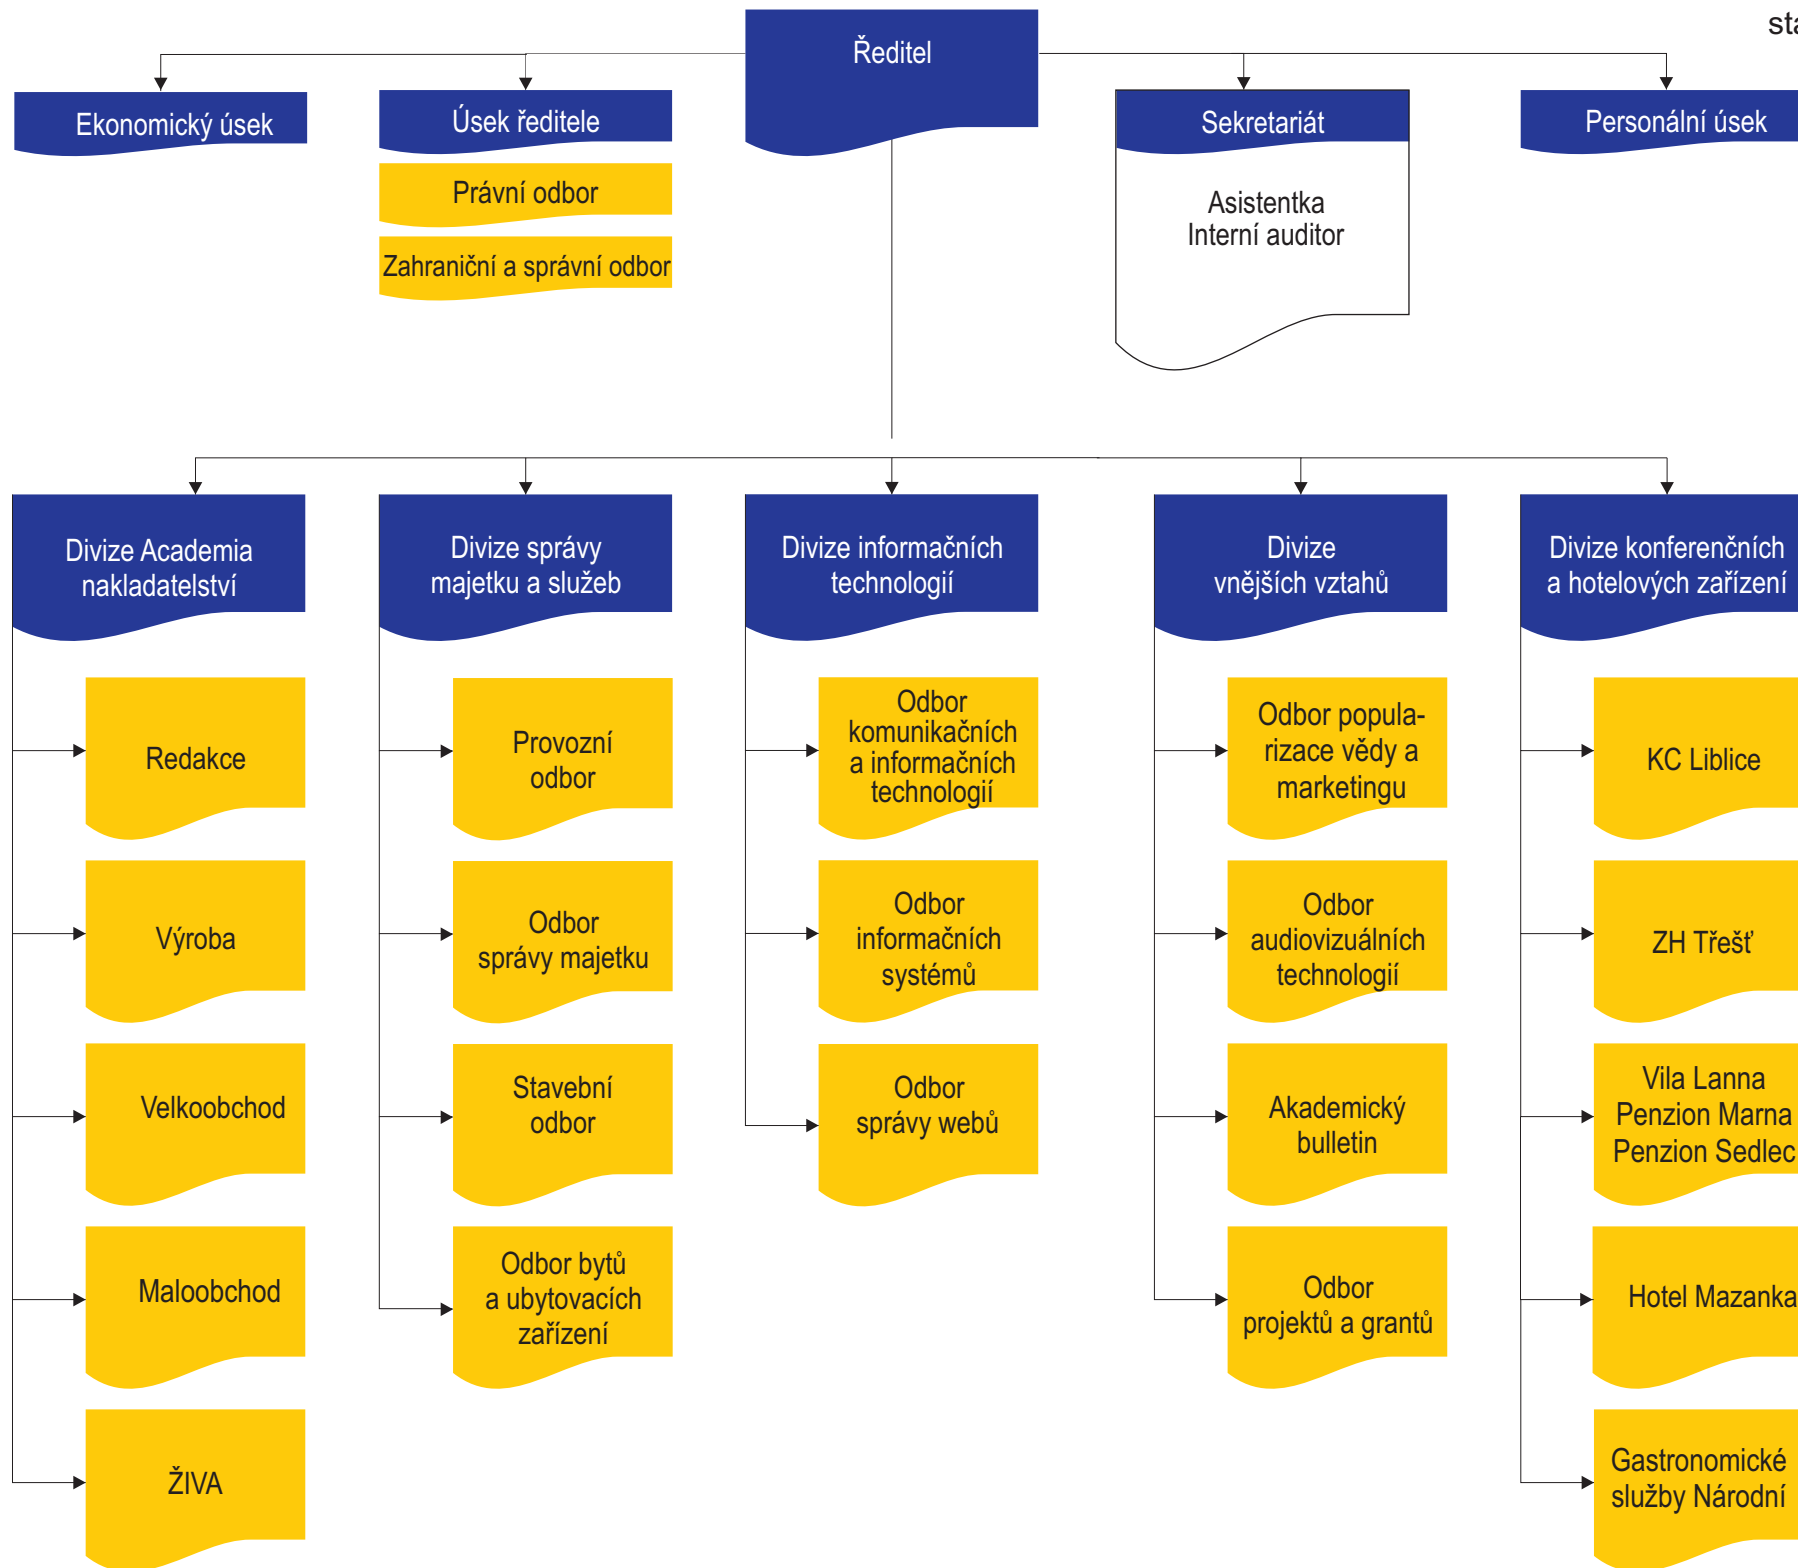 sta
Ředitel
Ekonomický úsek
Úsek ředitele
Sekretariát
Personální úsek
Právní odbor
Zahraniční a správní odbor
Asistentka
Interní auditor
Divize Academia
nakladatelství
Divize správy
majetku a služeb
Divize informačních
technologií
Divize
vnějších vztahů
Divize konferenčních
a hotelových zařízení
Redakce
Výroba
Velkoobchod
Maloobchod
ŽIVA
Provozní
odbor
Odbor
správy majetku
Stavební
odbor
Odbor bytů
a ubytovacích
zařízení
Odbor
komunikačních
a informačních
technologií
Odbor
informačních
systémů
Odbor
správy webů
Odbor popula-
rizace vědy a
marketingu
Odbor
audiovizuálních
technologií
Akademický
bulletin
Odbor
projektů a grantů
KC Liblice
ZH Třešť
Vila Lanna
Penzion Marna
Penzion Sedlec
Hotel Mazanka
Gastronomické
služby Národní